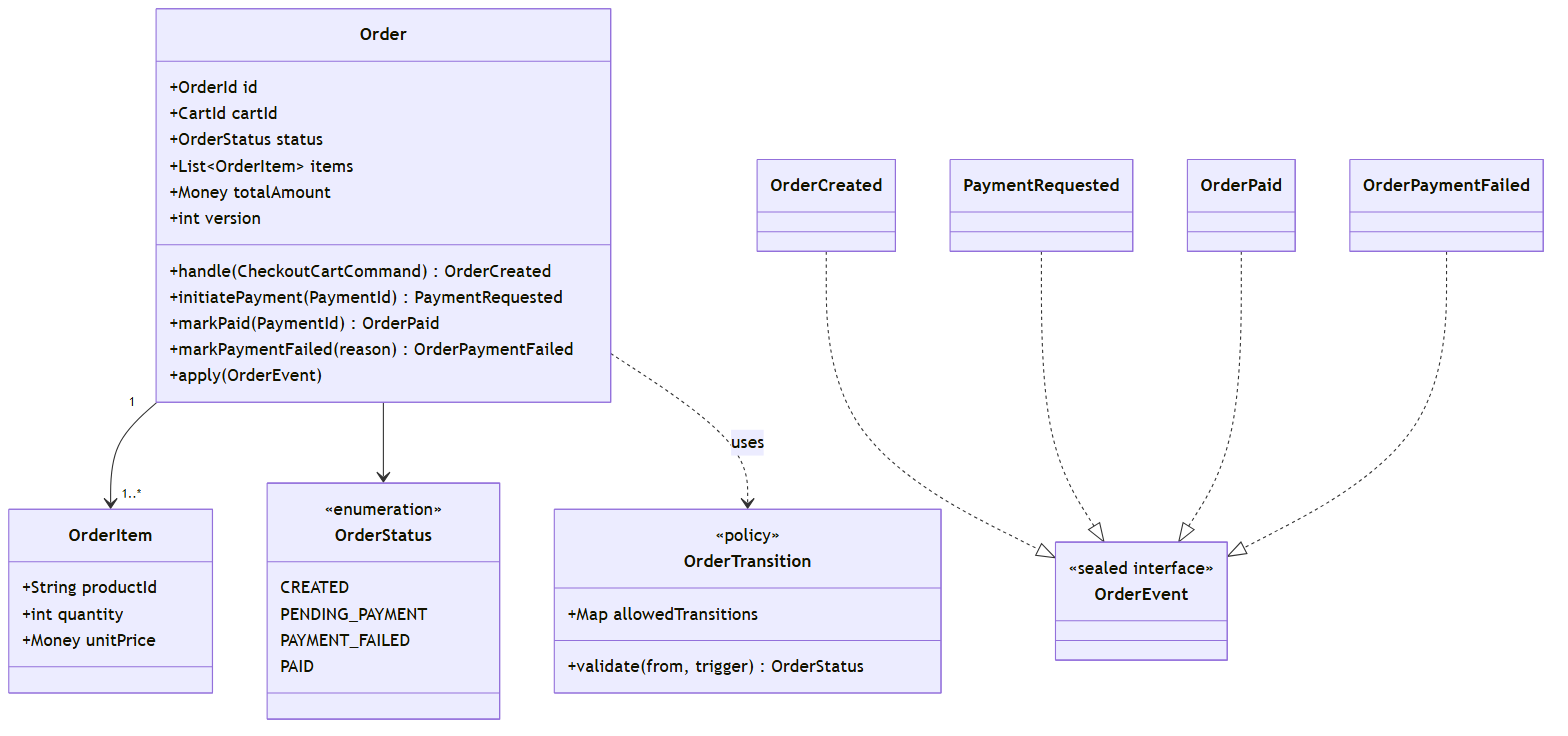 Order
+OrderId id
+CartId cartId
+OrderStatus status
+List<OrderItem> items
+Money totalAmount
+int version
+handle(CheckoutCartCommand) : OrderCreated
+initiatePayment(PaymentId) : PaymentRequested
+markPaid(PaymentId) : OrderPaid
+markPaymentFailed(reason) : OrderPaymentFailed
+apply(OrderEvent)
OrderCreated
PaymentRequested
OrderPaid
OrderPaymentFailed
1
1..*
uses
OrderItem
+String productId
+int quantity
+Money unitPrice
«enumeration»
OrderStatus
CREATED
PENDING_PAYMENT
PAYMENT_FAILED
PAID
«policy»
OrderTransition
+Map allowedTransitions
+validate(from, trigger) : OrderStatus
«sealed interface»
OrderEvent